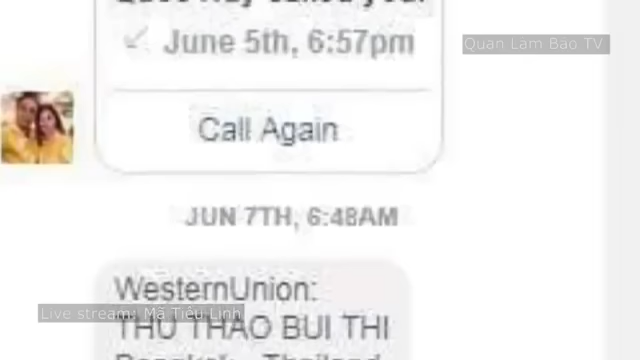 June 5th, 6:57pm
Quan Lam Bao TV
Call Again
JUN 7TH, 6:48AM
WesternUnion:
Live stream: Mã Tiêu Linh
THU THAO BUI THI